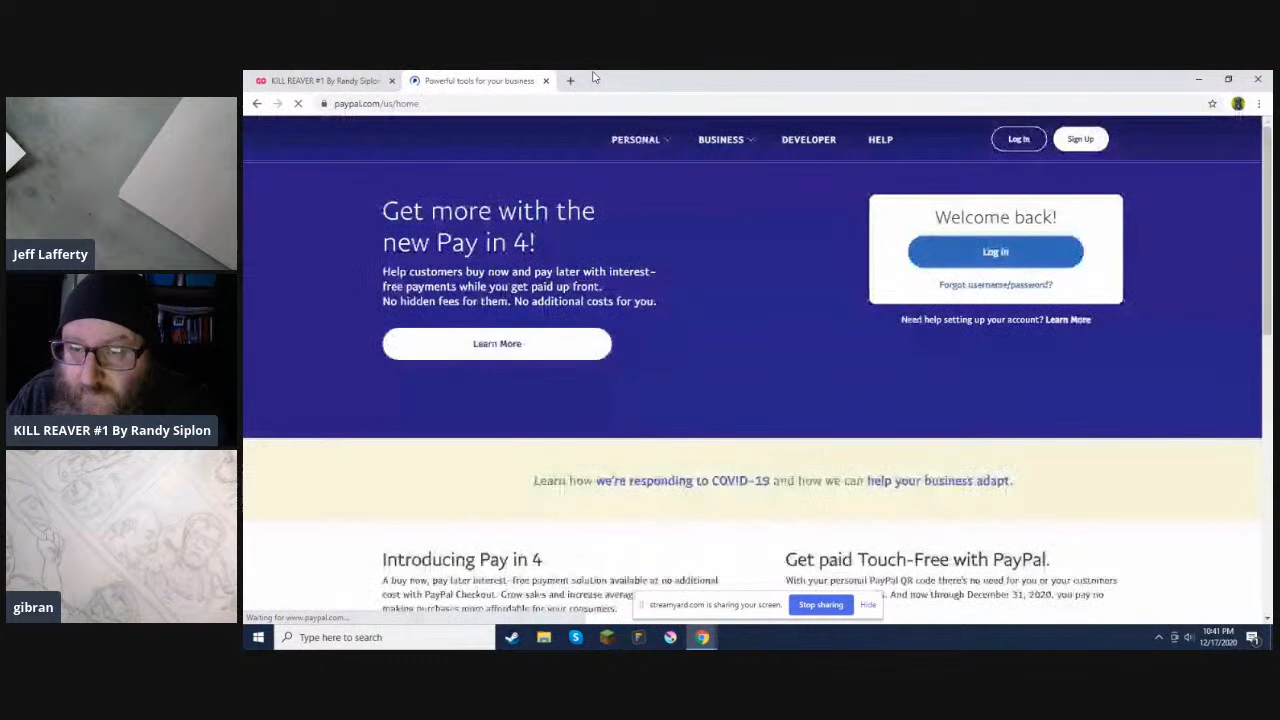 KILL REAVER #1 By Randy Siplon
Powerful tools for your business
paypal.com/us/home
PERSONAL
BUSINESS
DEVELOPER
HELP
Log In
Sign Up
Get more with the
new Pay in 4!
Help customers buy now and pay later with interest-
free payments while you get paid up front.
No hidden fees for them. No additional costs for you.
Learn More
Welcome back!
Log in
Forgot username/password?
Need help setting up your account? Learn More
Jeff Lafferty
KILL REAVER #1 By Randy Siplon
gibran
Learn how we're responding to COVID-19 and how we can help your business adapt.
Introducing Pay in 4
A buy now, pay later interest-free payment solution available at no additional
cost with PayPal Checkout. Grow sales and increase
making purchases more affordable for your consumers.
Get paid Touch-Free with PayPal.
With your personal PayPal QR code there's no need for you or your customers
And now through December 31, 2020, you pay no
streamyard.com is sharing your screen.
Stop sharing
Hide
Waiting for www.paypal.com...
Type here to search
10:41 PM
12/17/2020